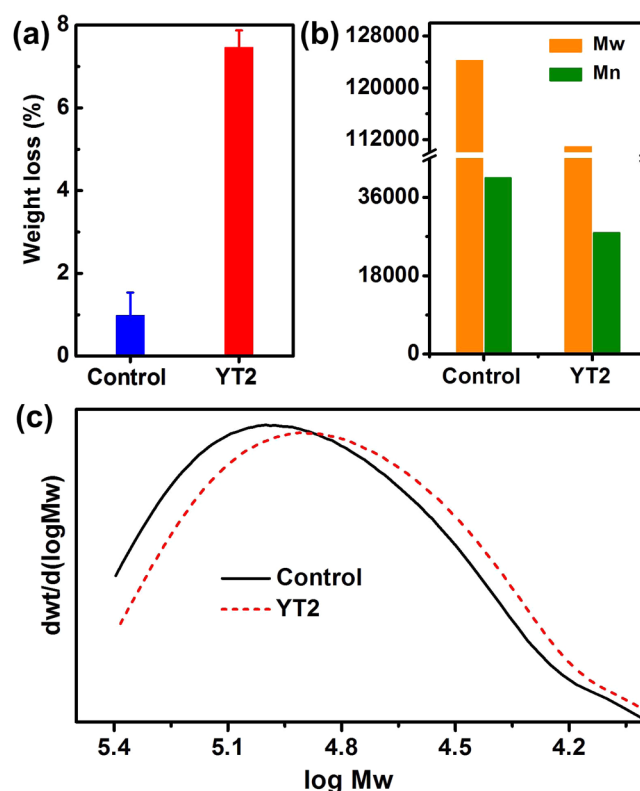 (a)
Weight loss (%)
8
6
4
2
0
Control
YT2
(b)
128000
120000
112000
36000
18000
0
Mw
Mn
Control
YT2
(c)
dwt/d(logMw)
Control
YT2
5.4
5.1
4.8
4.5
4.2
log Mw